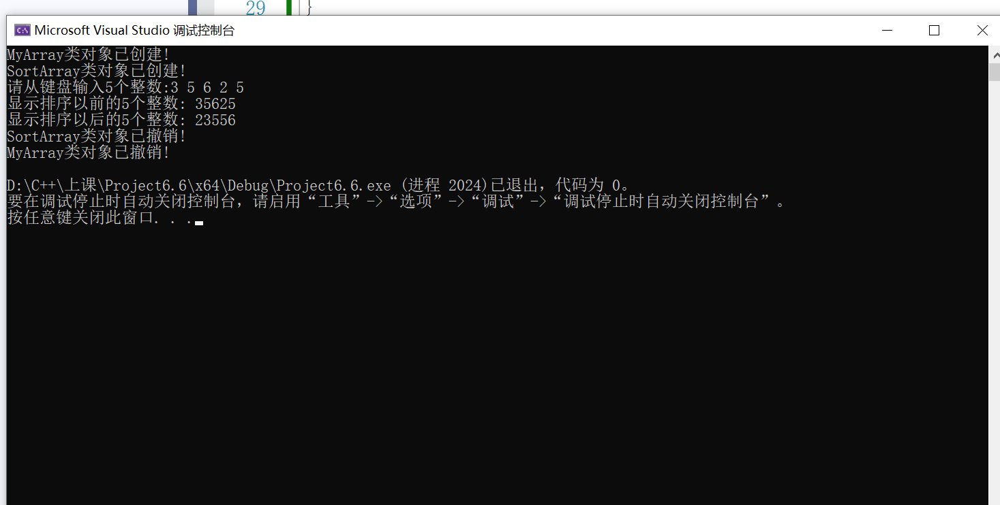 29 }
Microsoft Visual Studio 调试控制台
MyArray类对象已创建!
SortArray类对象已创建!
请从键盘输入5个整数:3 5 6 2 5
显示排序以前的5个整数: 35625
显示排序以后的5个整数: 23556
SortArray类对象已撤销!
MyArray类对象已撤销!
D:\C++\上课\Project6.6\x64\Debug\Project6.6.exe (进程 2024)已退出，代码为 0。
要在调试停止时自动关闭控制台，请启用“工具”->“选项”->“调试”->“调试停止时自动关闭控制台”。
按任意键关闭此窗口. . .